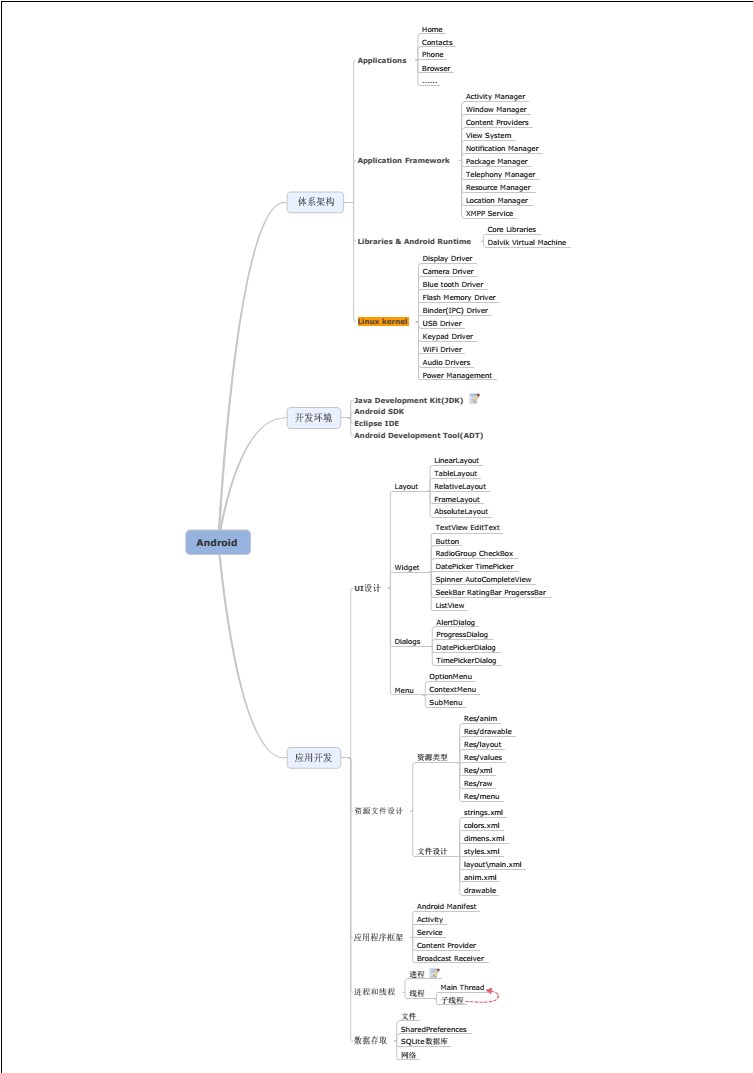 Android
体系架构
Applications
Home
Contacts
Phone
Browser
......
Application Framework
Activity Manager
Window Manager
Content Providers
View System
Notification Manager
Package Manager
Telephony Manager
Resource Manager
Location Manager
XMPP Service
Libraries & Android Runtime
Core Libraries
Dalvik Virtual Machine
Linux kernel
Display Driver
Camera Driver
Blue tooth Driver
Flash Memory Driver
Binder(IPC) Driver
USB Driver
Keypad Driver
WiFi Driver
Audio Drivers
Power Management
开发环境
Java Development Kit(JDK)
Android SDK
Eclipse IDE
Android Development Tool(ADT)
应用开发
UI设计
Layout
LinearLayout
TableLayout
RelativeLayout
FrameLayout
AbsoluteLayout
Widget
TextView EditText
Button
RadioGroup CheckBox
DatePicker TimePicker
Spinner AutoCompleteView
SeekBar RatingBar ProgerssBar
ListView
Dialogs
AlertDialog
ProgressDialog
DatePickerDialog
TimePickerDialog
Menu
OptionMenu
ContextMenu
SubMenu
资源文件设计
资源类型
Res/anim
Res/drawable
Res/layout
Res/values
Res/xml
Res/raw
Res/menu
文件设计
strings.xml
colors.xml
dimens.xml
styles.xml
layout\main.xml
anim.xml
drawable
应用程序框架
Android Manifest
Activity
Service
Content Provider
Broadcast Receiver
进程和线程
进程
线程
Main Thread
子线程
数据存取
文件
SharedPreferences
SQLite数据库
网络